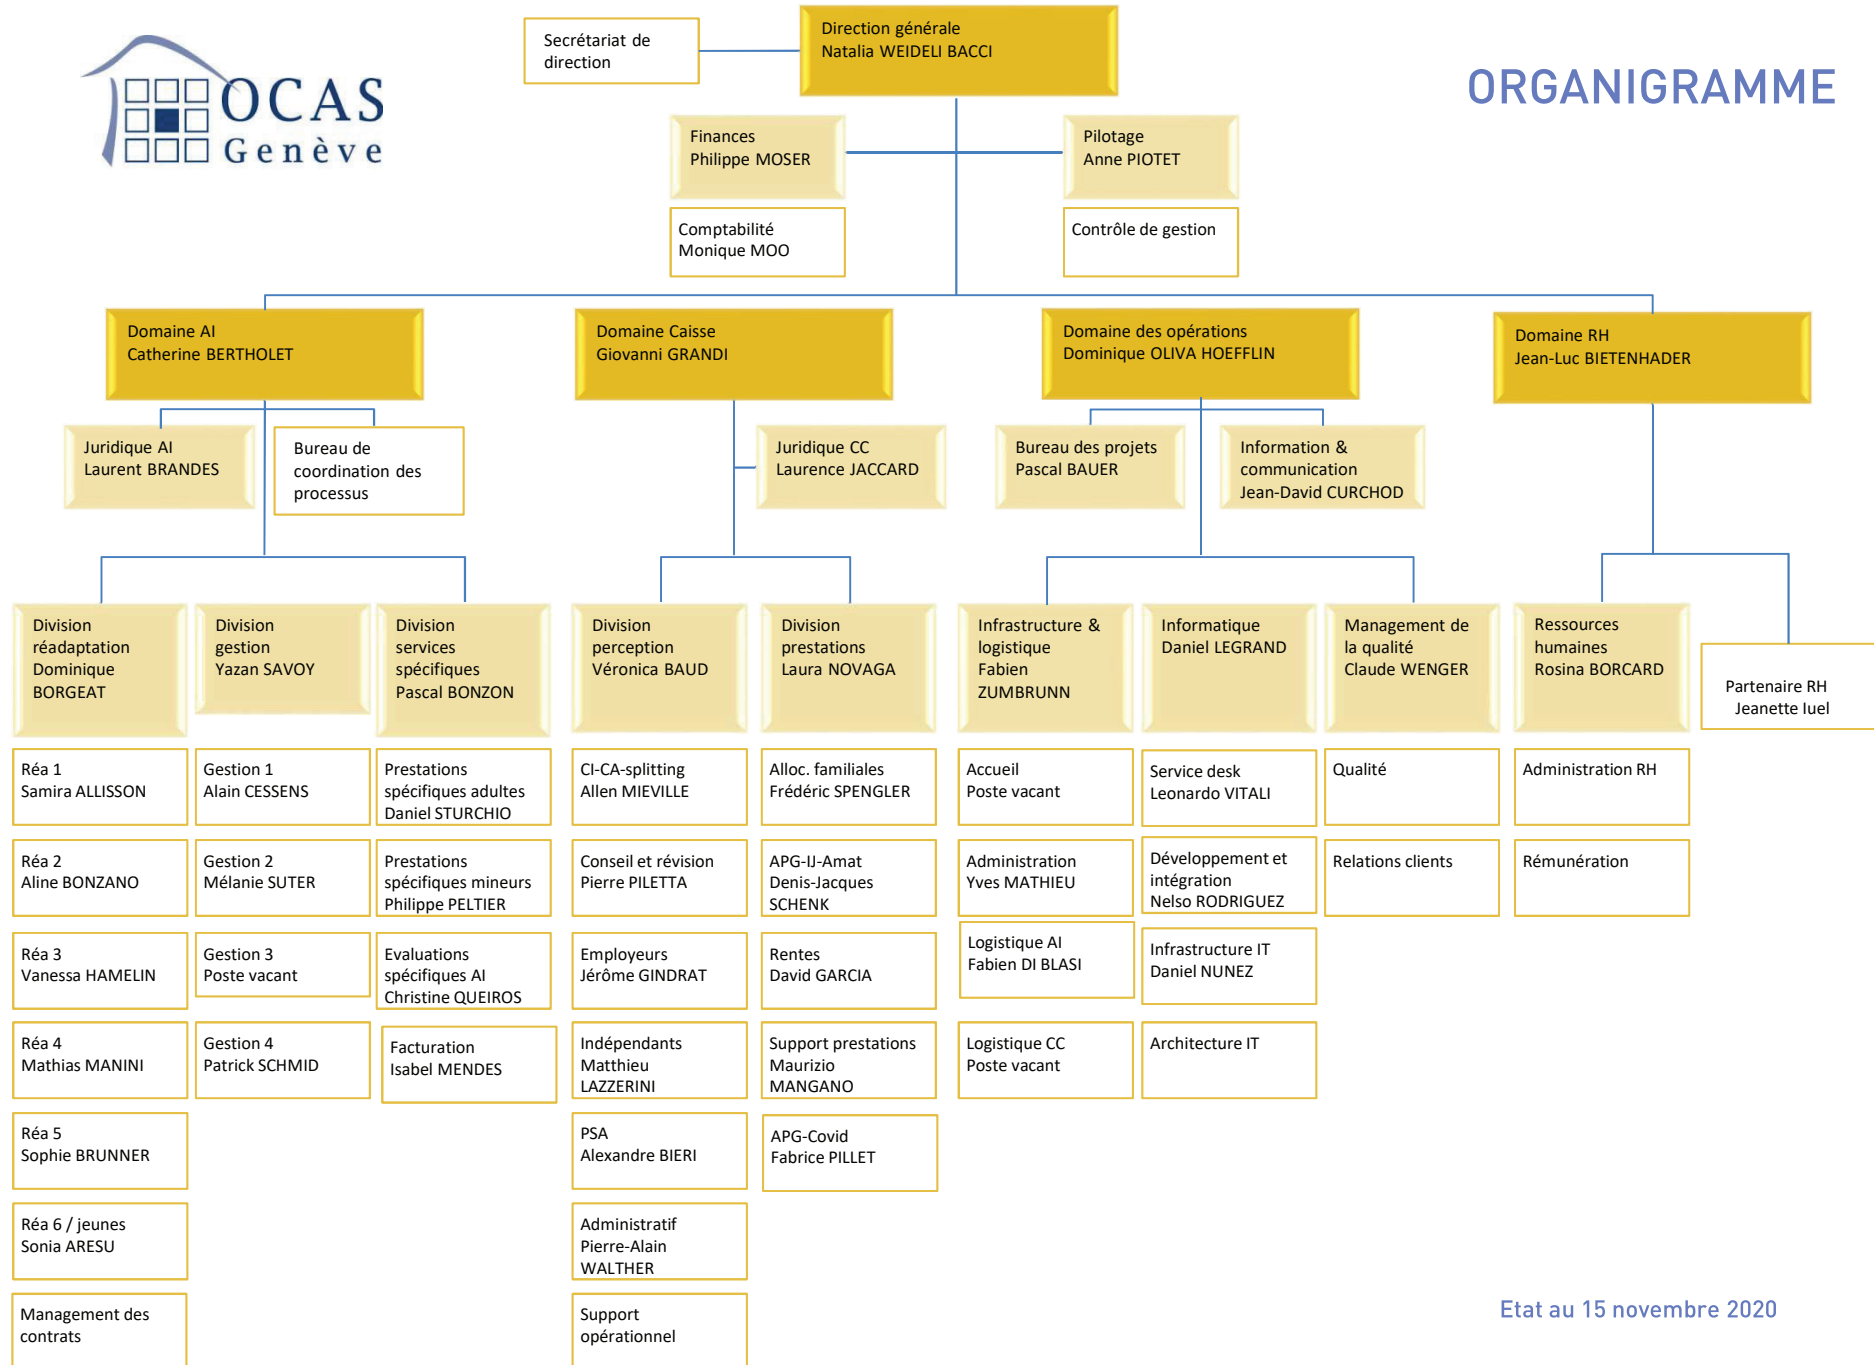 OCAS
Genève
ORGANIGRAMME
Secrétariat de
direction
Direction générale
Natalia WEIDELI BACCI
Finances
Philippe MOSER
Pilotage
Anne PIOTET
Comptabilité
Monique MOO
Contrôle de gestion
Domaine AI
Catherine BERTHOLET
Domaine Caisse
Giovanni GRANDI
Domaine des opérations
Dominique OLIVA HOEFFLIN
Domaine RH
Jean-Luc BIETENHADER
Juridique AI
Laurent BRANDES
Bureau de
coordination des
processus
Juridique CC
Laurence JACCARD
Bureau des projets
Pascal BAUER
Information &
communication
Jean-David CURCHOD
Division
réadaptation
Dominique
BORGEAT
Division
gestion
Yazan SAVOY
Division
services
spécifiques
Pascal BONZON
Division
perception
Véronica BAUD
Division
prestations
Laura NOVAGA
Infrastructure &
logistique
Fabien
ZUMBRUNN
Informatique
Daniel LEGRAND
Management de
la qualité
Claude WENGER
Ressources
humaines
Rosina BORCARD
Partenaire RH
Jeanette Iuel
Réa 1
Samira ALLISSON
Gestion 1
Alain CESSENS
Prestations
spécifiques adultes
Daniel STURCHIO
CI-CA-splitting
Allen MIEVILLE
Alloc. familiales
Frédéric SPENGLER
Accueil
Poste vacant
Service desk
Leonardo VITALI
Qualité
Administration RH
Réa 2
Aline BONZANO
Gestion 2
Mélanie SUTER
Prestations
spécifiques mineurs
Philippe PELTIER
Conseil et révision
Pierre PILETTA
APG-IJ-Amat
Denis-Jacques
SCHENK
Administration
Yves MATHIEU
Développement et
intégration
Nelso RODRIGUEZ
Relations clients
Rémunération
Réa 3
Vanessa HAMELIN
Gestion 3
Poste vacant
Evaluations
spécifiques AI
Christine QUEIROS
Employeurs
Jérôme GINDRAT
Rentes
David GARCIA
Logistique AI
Fabien DI BLASI
Infrastructure IT
Daniel NUNEZ
Réa 4
Mathias MANINI
Gestion 4
Patrick SCHMID
Facturation
Isabel MENDES
Indépendants
Matthieu
LAZZERINI
Support prestations
Maurizio
MANGANO
Logistique CC
Poste vacant
Architecture IT
Réa 5
Sophie BRUNNER
PSA
Alexandre BIERI
APG-Covid
Fabrice PILLET
Réa 6 / jeunes
Sonia ARESU
Administratif
Pierre-Alain
WALTHER
Management des
contrats
Support
opérationnel
Etat au 15 novembre 2020